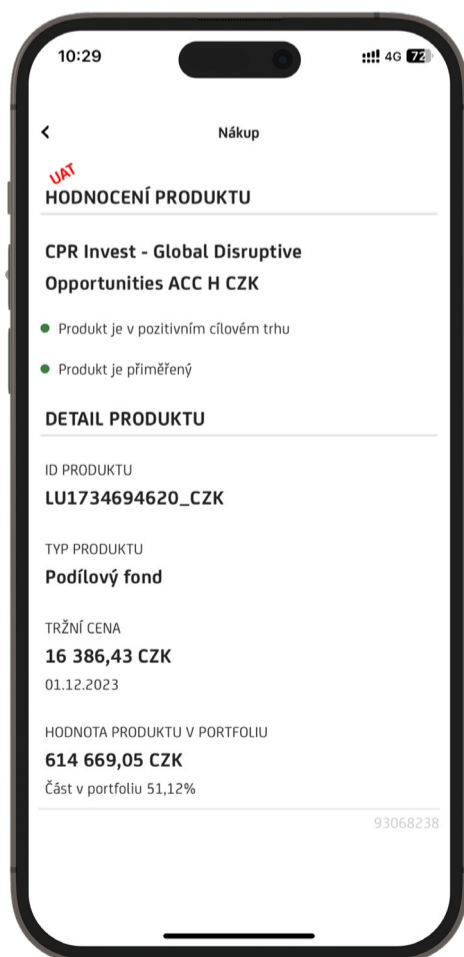 10:29
4G 72
Nákup
UAT
HODNOCENÍ PRODUKTU
CPR Invest - Global Disruptive
Opportunities ACC H CZK
Produkt je v pozitivním cílovém trhu
Produkt je přiměřený
DETAIL PRODUKTU
ID PRODUKTU
LU1734694620_CZK
TYP PRODUKTU
Podílový fond
TRŽNÍ CENA
16 386,43 CZK
01.12.2023
HODNOTA PRODUKTU V PORTFOLIU
614 669,05 CZK
Část v portfoliu 51,12%
93068238